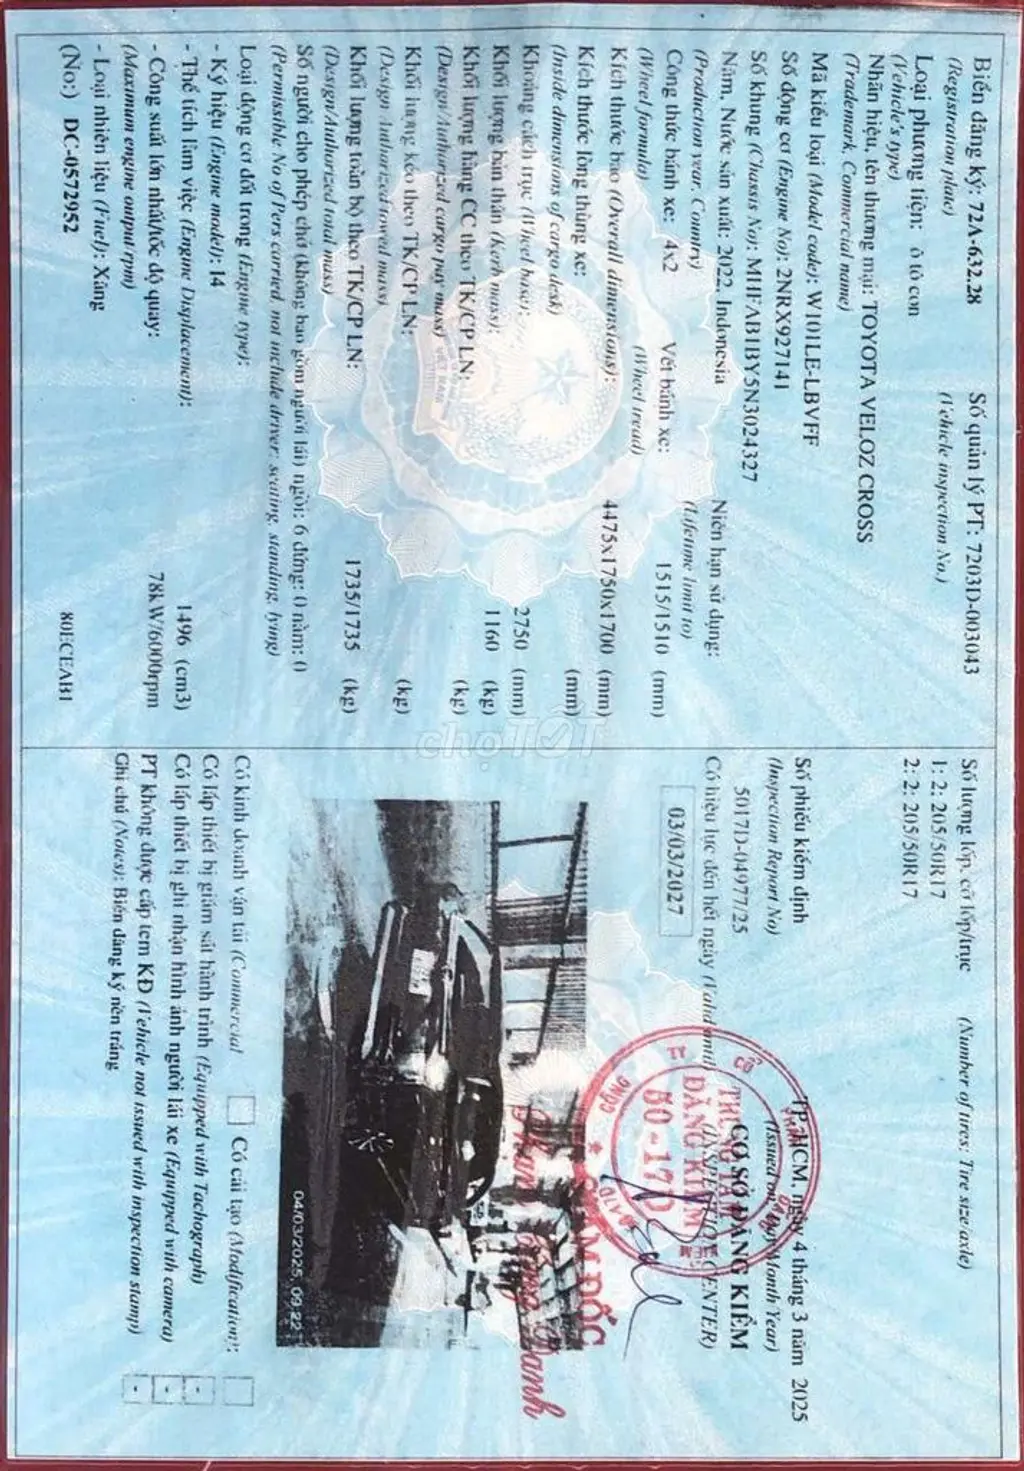 Biển đăng ký: 72A-632.28 Số quản lý PT: 7203D-003043
(Registration plate) (Vehicle inspection No.)
Loại phương tiện: ô tô con
(Vehicle's type)
Nhãn hiệu, tên thương mại: TOYOTA VELOZ CROSS
(Trademark, Commercial name)
Mã kiểu loại (Model code): W101LE-LBVFF
Số động cơ (Engine No): 2NRX927141
Số khung (Chassis No): MHFAB1BY5N3024327
Năm, Nước sản xuất: 2022, Indonesia Niên hạn sử dụng:
(Production year, Country) (Lifetime limit to)
Công thức bánh xe: 4x2 Vết bánh xe: 1515/1510 (mm)
(Wheel formula) (Wheel tread)
Kích thước bao (Overall dimensions): 4475x1750x1700 (mm)
Kích thước lòng thùng xe: (mm)
(Inside dimensions of cargo desk)
Khoảng cách trục (Wheel base): 2750 (mm)
Khối lượng bản thân (kerb mass): 1160 (kg)
Khối lượng hàng CC theo TK/CP LN: (kg)
(Design/Authorized cargo pay mass)
Khối lượng kéo theo TK/CP LN: (kg)
(Design Authorized towed mass)
Khối lượng toàn bộ theo TK/CP LN: 1735/1735 (kg)
(Design/Authorized total mass)
Số người cho phép chở (không bao gồm người lái) ngồi: 6 đứng: 0 nằm: 0
(Permissible No of Pers carried, not include driver: seating, standing, lying)
Loại động cơ đốt trong (Engine type):
- Ký hiệu (Engine model): I4
- Thể tích làm việc (Engine Displacement): 1496 (cm3)
- Công suất lớn nhất/tốc độ quay: 78kW/6000rpm
(Maximum engine output/rpm)
- Loại nhiên liệu (Fuel): Xăng
(No:) DC-0572952 80ECEAB1
Số lượng lốp, cỡ lốp/trục (Number of tires: Tire size/axle)
1: 2: 205/50R17
2: 2: 205/50R17
TP. HCM, ngày 4 tháng 3 năm 2025
Số phiếu kiểm định
(Inspection Report No)
5017D-04977/25
CƠ SỞ ĐĂNG KIỂM
(INSPECTION CENTER)
Có hiệu lực đến hết ngày (Valid until)
03/03/2027
CÔNG TY CỔ
TRUNG TÂM
ĐĂNG KIỂM
50-17D
04/03/2025, 09:22
Có kinh doanh vận tải (Commercial Có cải tạo (Modification):
Có lắp thiết bị giám sát hành trình (Equipped with Tachograph) -
Có lắp thiết bị ghi nhận hình ảnh người lái xe (Equipped with camera) -
PT không được cấp tem KĐ (Vehicle not issued with inspection stamp) -
Ghi chú (Notes): Biển đăng ký nền trắng
chợTỐT